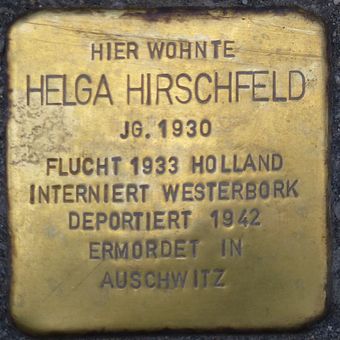 HIER WOHNTE
HELGA HIRSCHFELD
JG. 1930
FLUCHT 1933 HOLLAND
INTERNIERT WESTERBORK
DEPORTIERT 1942
ERMORDET IN
AUSCHWITZ